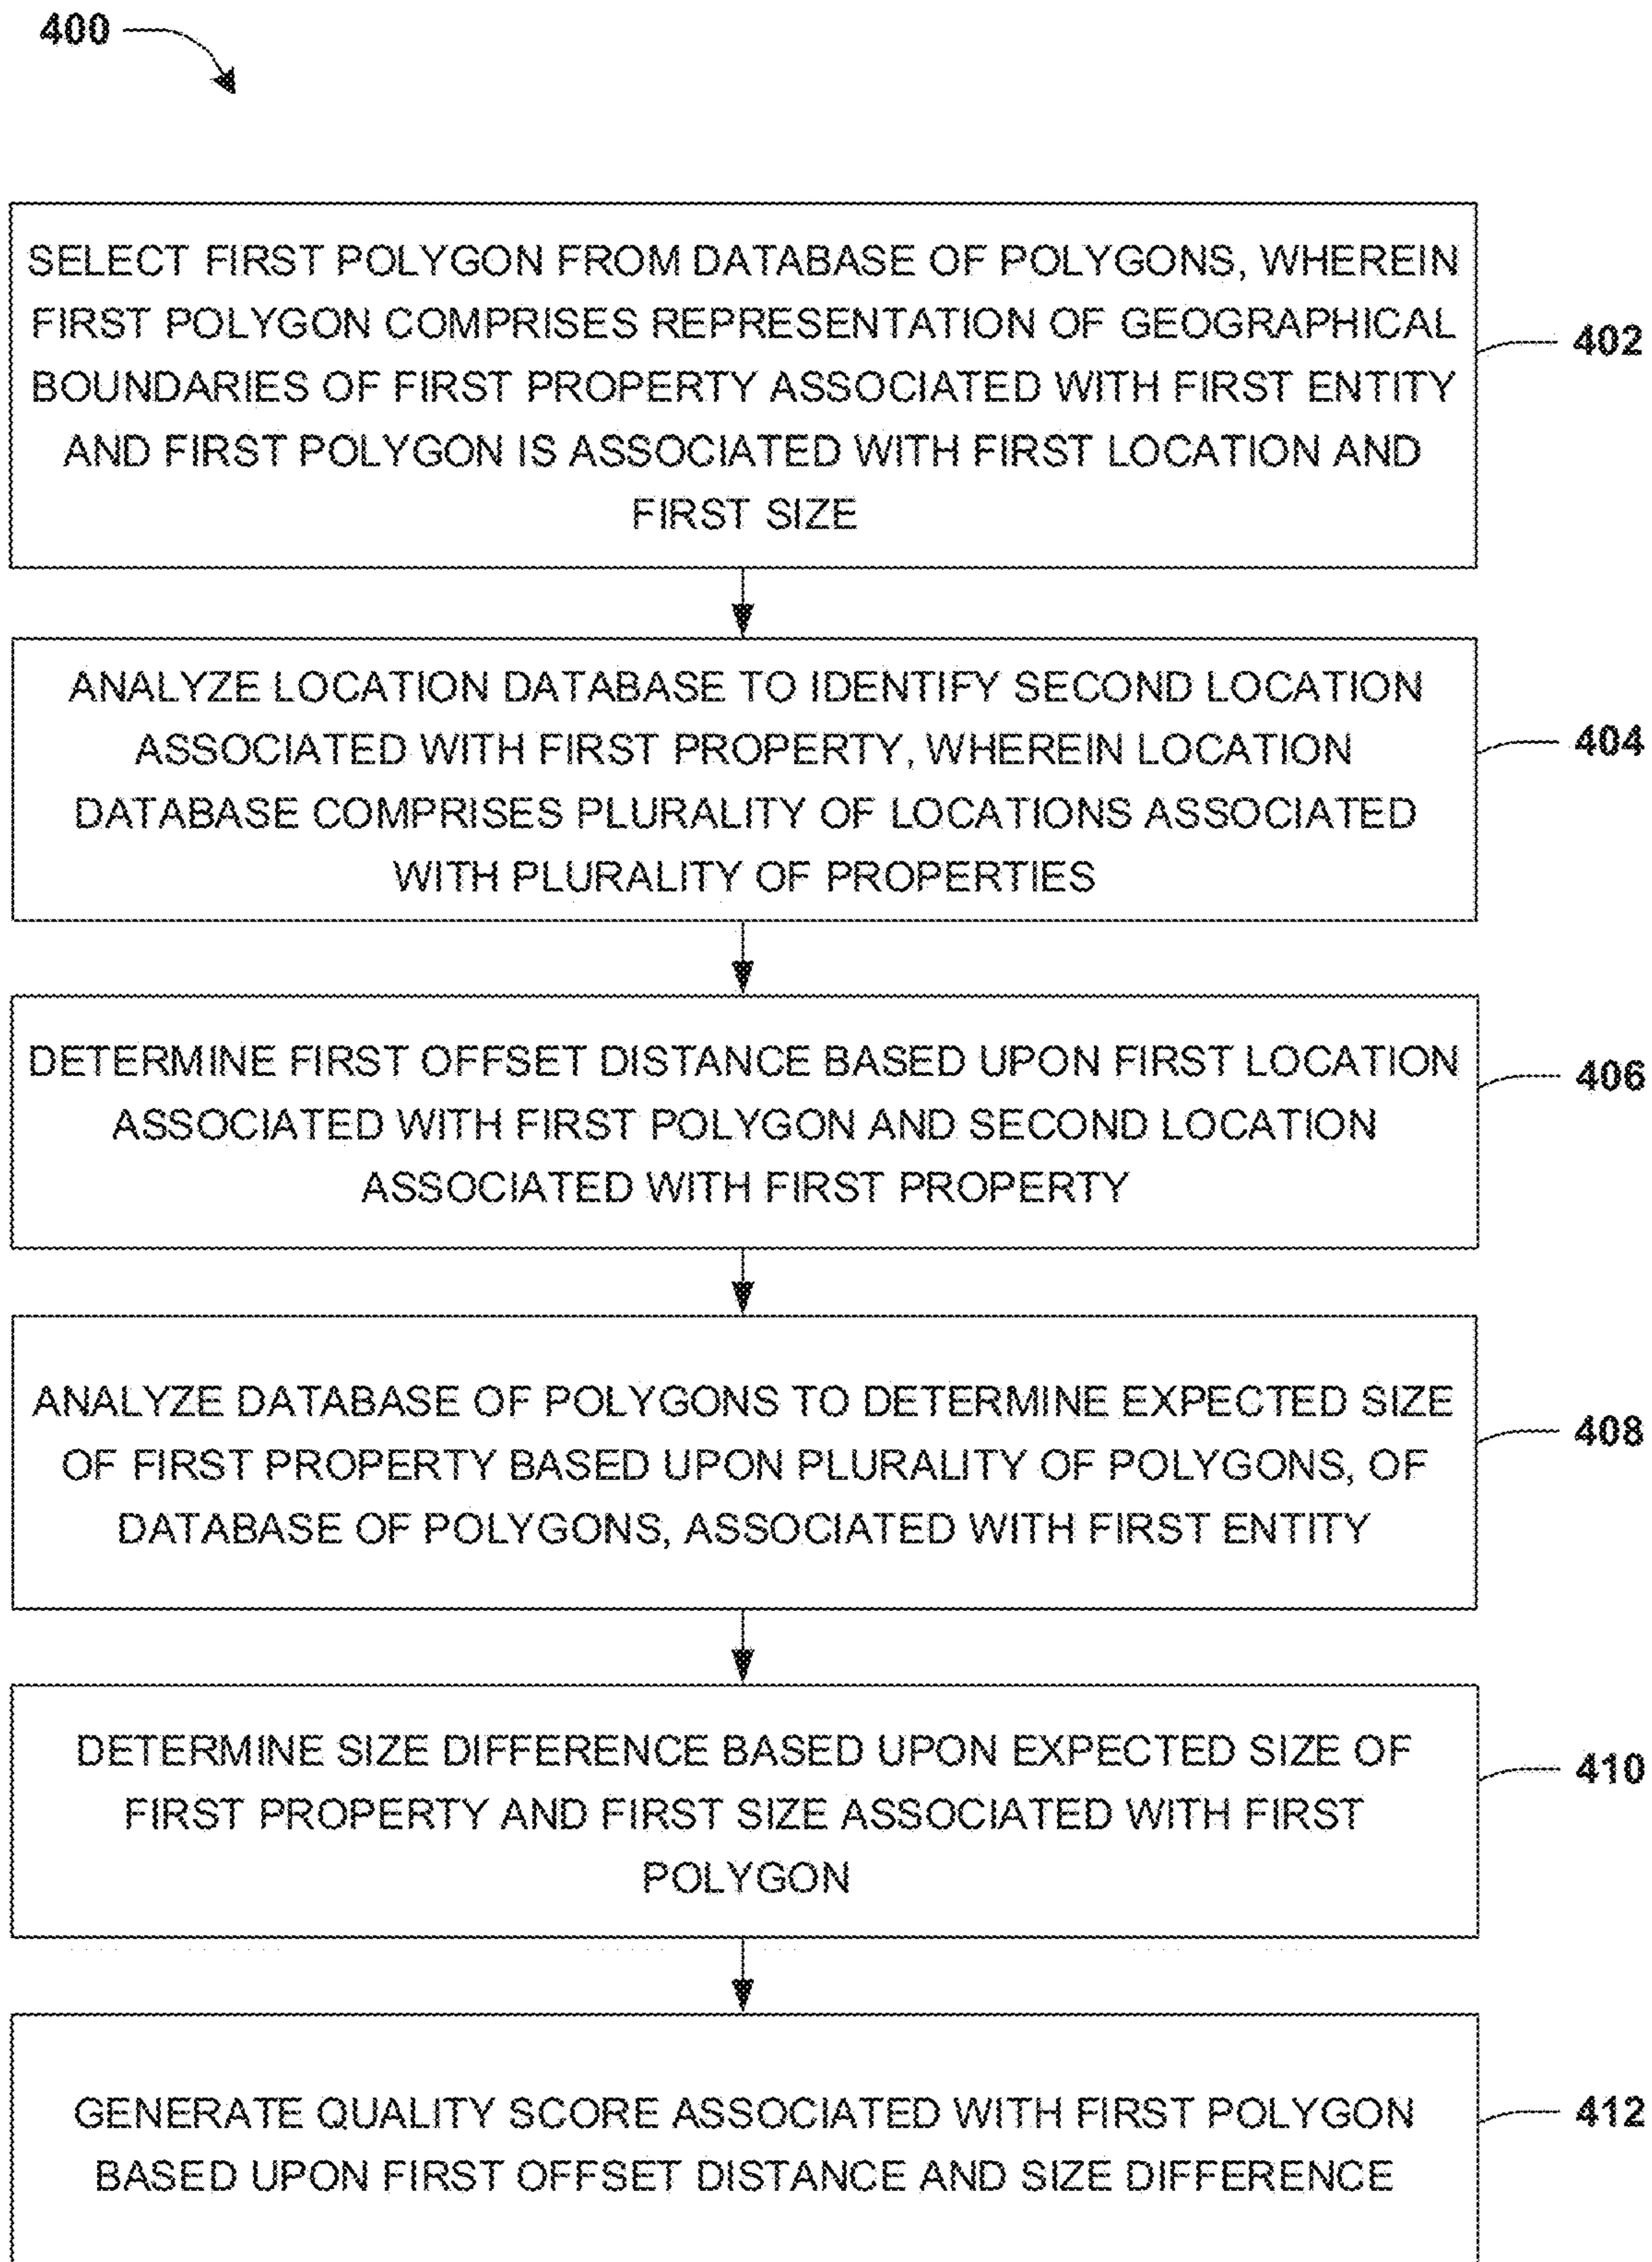 400
SELECT FIRST POLYGON FROM DATABASE OF POLYGONS, WHEREIN
FIRST POLYGON COMPRISES REPRESENTATION OF GEOGRAPHICAL
BOUNDARIES OF FIRST PROPERTY ASSOCIATED WITH FIRST ENTITY
AND FIRST POLYGON IS ASSOCIATED WITH FIRST LOCATION AND
FIRST SIZE
402
ANALYZE LOCATION DATABASE TO IDENTIFY SECOND LOCATION
ASSOCIATED WITH FIRST PROPERTY, WHEREIN LOCATION
DATABASE COMPRISES PLURALITY OF LOCATIONS ASSOCIATED
WITH PLURALITY OF PROPERTIES
404
DETERMINE FIRST OFFSET DISTANCE BASED UPON FIRST LOCATION
ASSOCIATED WITH FIRST POLYGON AND SECOND LOCATION
ASSOCIATED WITH FIRST PROPERTY
406
ANALYZE DATABASE OF POLYGONS TO DETERMINE EXPECTED SIZE
OF FIRST PROPERTY BASED UPON PLURALITY OF POLYGONS, OF
DATABASE OF POLYGONS, ASSOCIATED WITH FIRST ENTITY
408
DETERMINE SIZE DIFFERENCE BASED UPON EXPECTED SIZE OF
FIRST PROPERTY AND FIRST SIZE ASSOCIATED WITH FIRST
POLYGON
410
GENERATE QUALITY SCORE ASSOCIATED WITH FIRST POLYGON
BASED UPON FIRST OFFSET DISTANCE AND SIZE DIFFERENCE
412